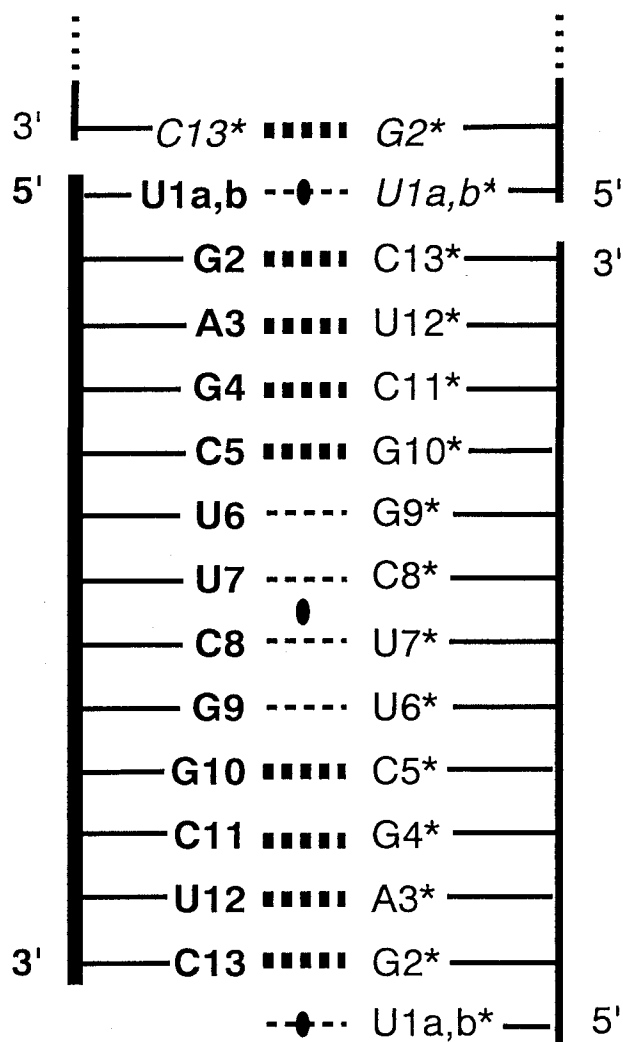 3' C13* G2*
5' U1a,b U1a,b* 5'
G2 C13* 3'
A3 U12*
G4 C11*
C5 G10*
U6 G9*
U7 C8*
C8 U7*
G9 U6*
G10 C5*
C11 G4*
U12 A3*
3' C13 G2*
U1a,b* 5'